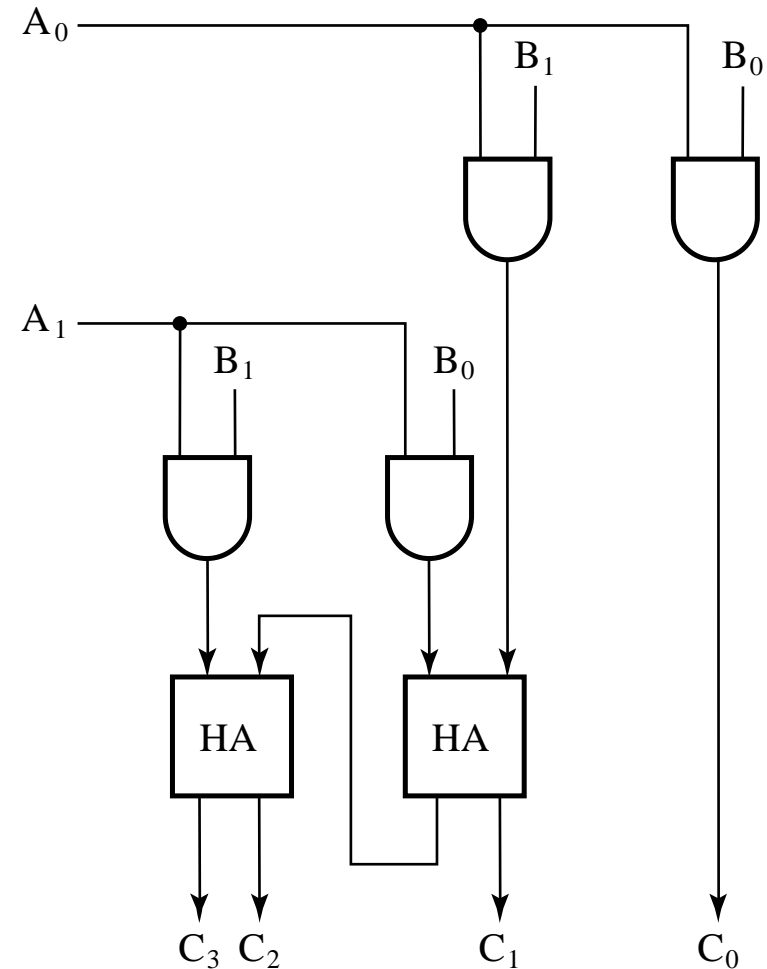 A₀
B₁ B₀
A₁
B₁ B₀
HA HA
C₃ C₂ C₁ C₀